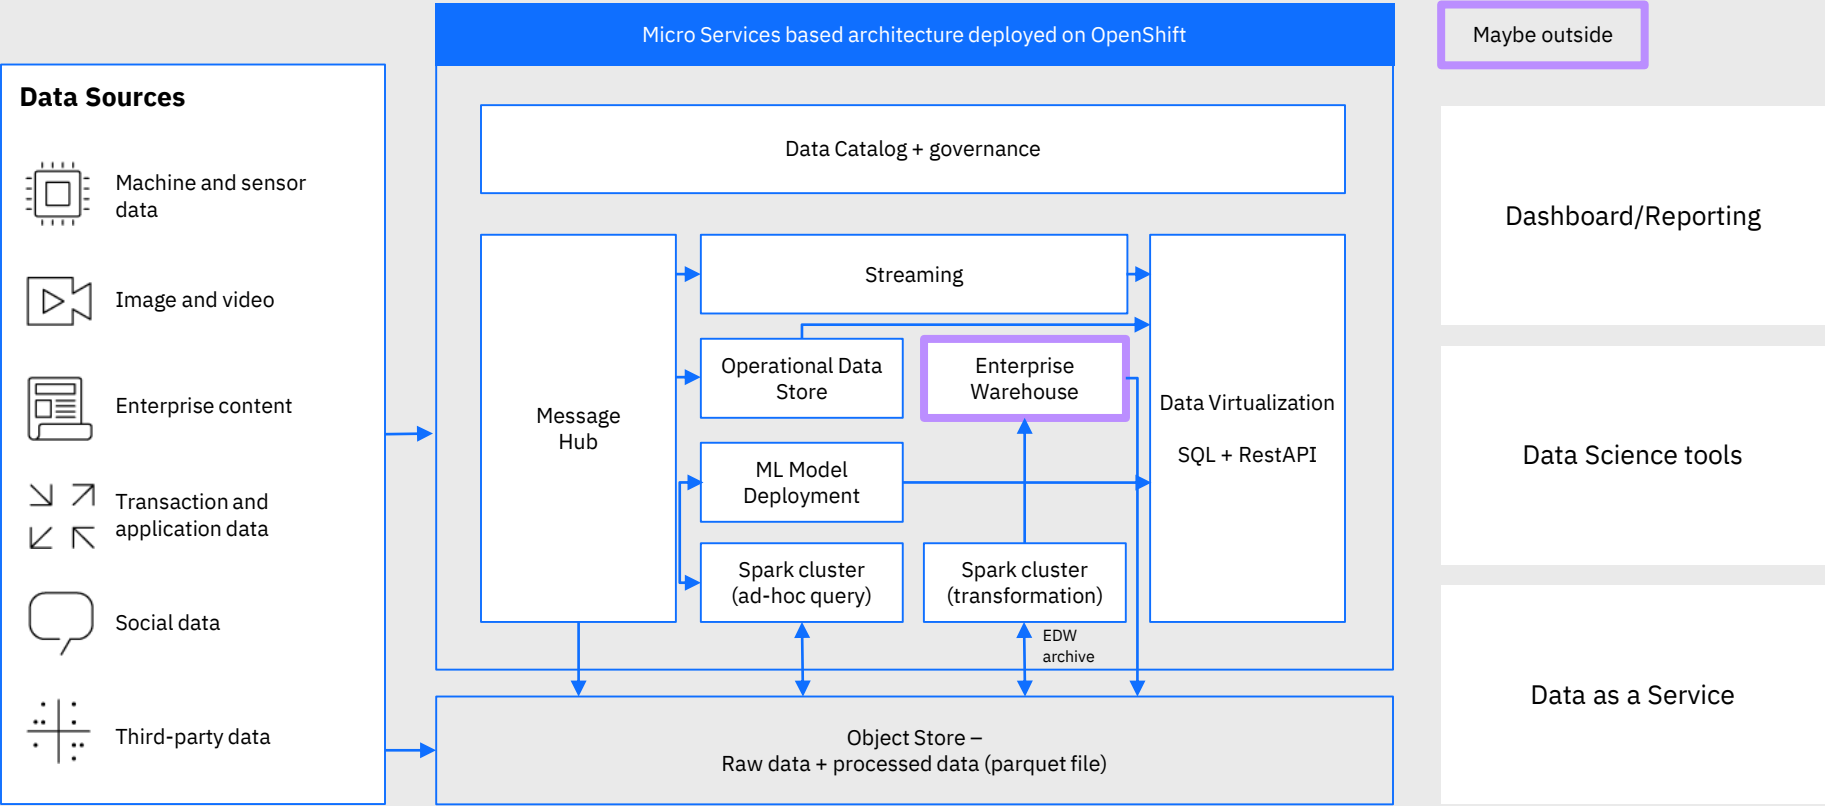 Micro Services based architecture deployed on OpenShift
Maybe outside
Data Sources
Machine and sensor
data
Image and video
Enterprise content
Transaction and
application data
Social data
Third-party data
Data Catalog + governance
Message
Hub
Streaming
Operational Data
Store
Enterprise
Warehouse
ML Model
Deployment
Spark cluster
(ad-hoc query)
Spark cluster
(transformation)
Data Virtualization
SQL + RestAPI
EDW
archive
Object Store –
Raw data + processed data (parquet file)
Dashboard/Reporting
Data Science tools
Data as a Service